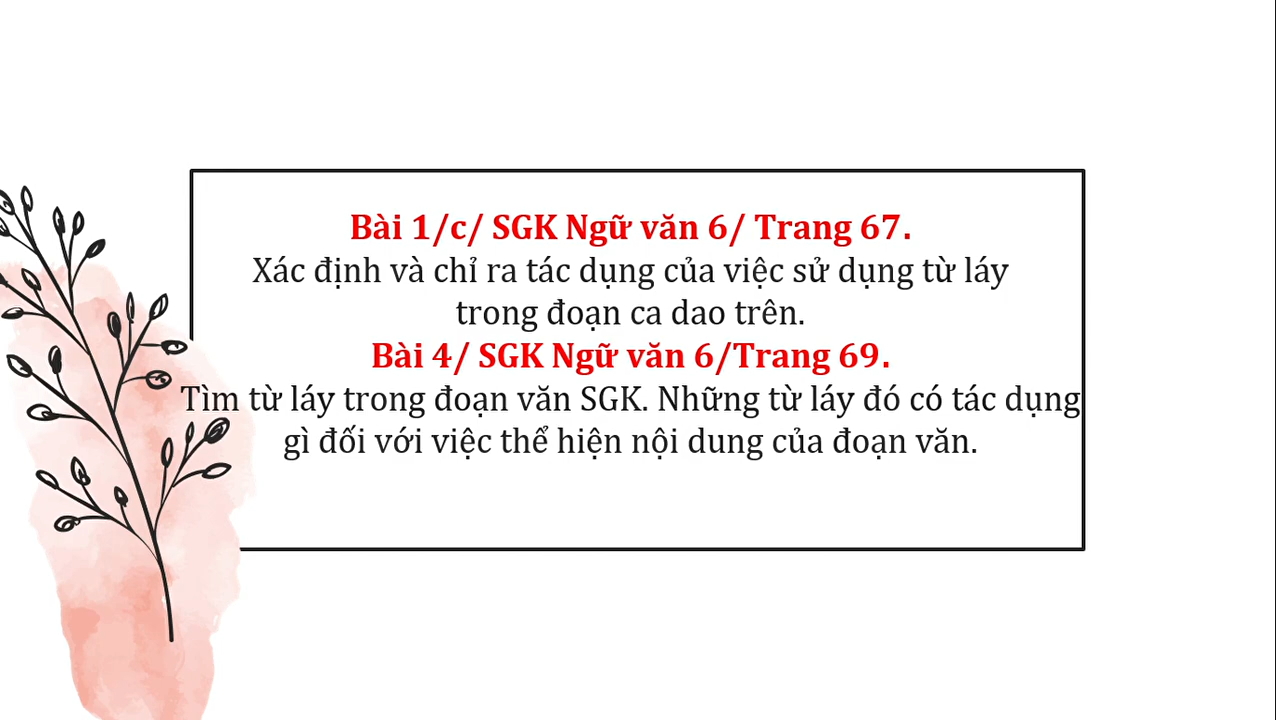 Bài 1/c/ SGK Ngữ văn 6/ Trang 67.
Xác định và chỉ ra tác dụng của việc sử dụng từ láy
trong đoạn ca dao trên.
Bài 4/ SGK Ngữ văn 6/Trang 69.
Tìm từ láy trong đoạn văn SGK. Những từ láy đó có tác dụng
gì đối với việc thể hiện nội dung của đoạn văn.